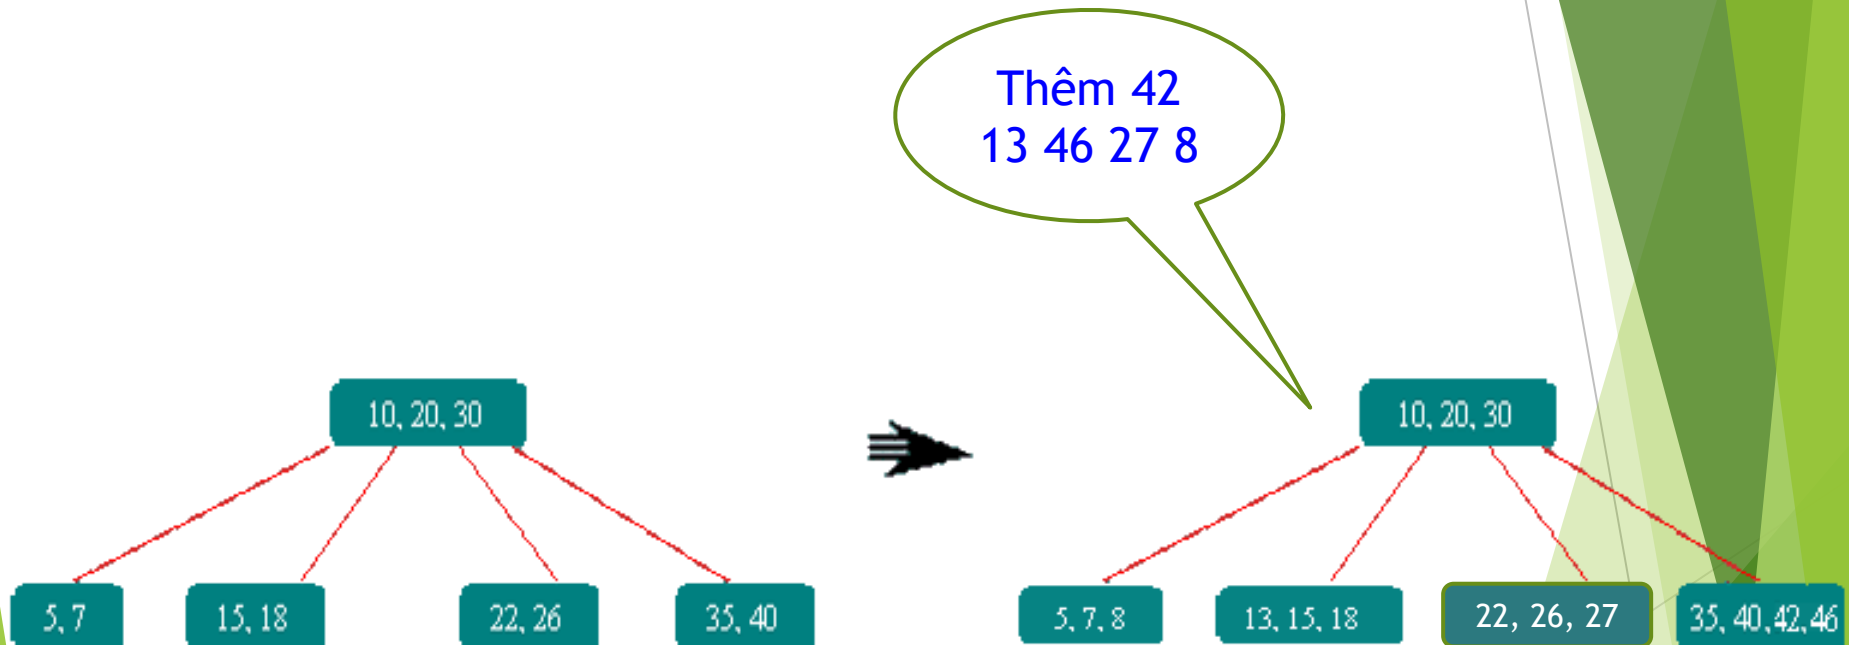 Thêm 42
13 46 27 8
10, 20, 30
5, 7
15, 18
22, 26
35, 40
10, 20, 30
5, 7, 8
13, 15, 18
22, 26, 27
35, 40,42,46